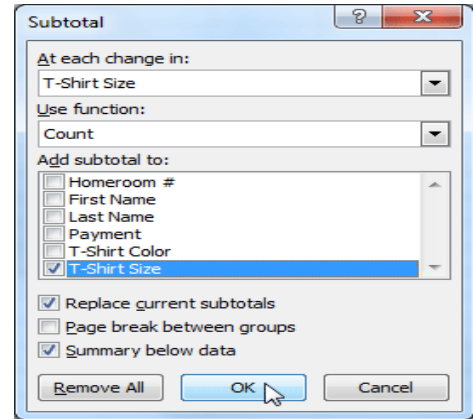 Subtotal
At each change in:
T-Shirt Size
Use function:
Count
Add subtotal to:
Homeroom #
First Name
Last Name
Payment
T-Shirt Color
T-Shirt Size
Replace current subtotals
Page break between groups
Summary below data
Remove All OK Cancel